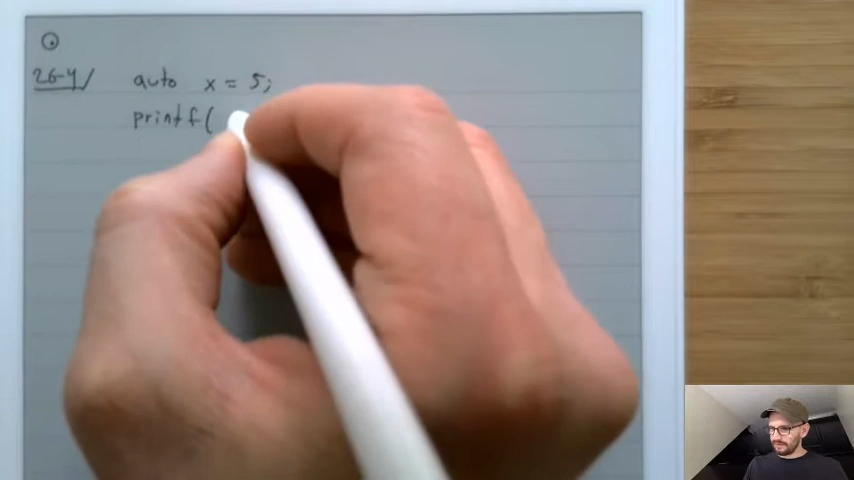 26-4/ auto x = 5;
printf(